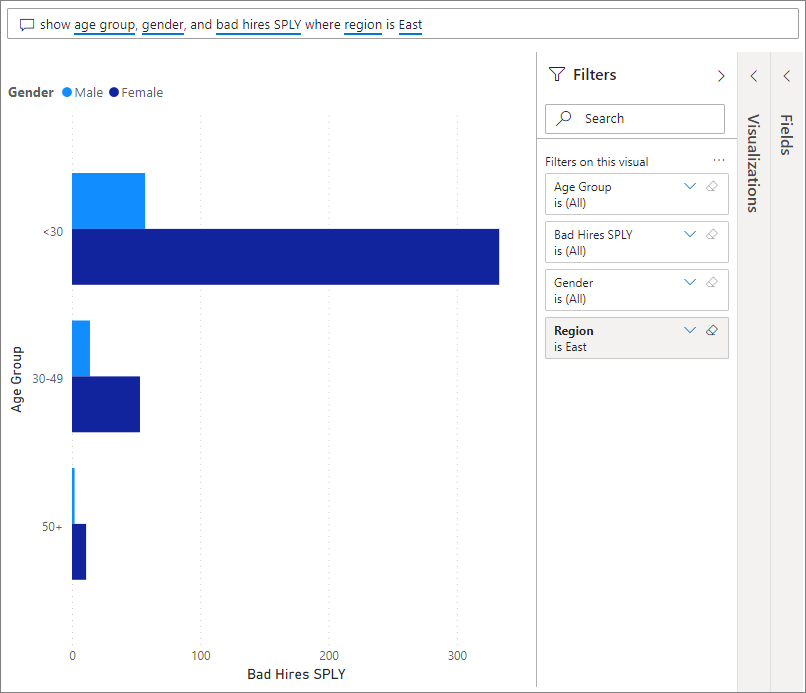 show age group, gender, and bad hires SPLY where region is East
Gender Male Female
<30
30-49
50+
Age Group
0 100 200 300
Bad Hires SPLY
Filters
Search
Filters on this visual ...
Age Group
is (All)
Bad Hires SPLY
is (All)
Gender
is (All)
Region
is East
Visualizations
Fields